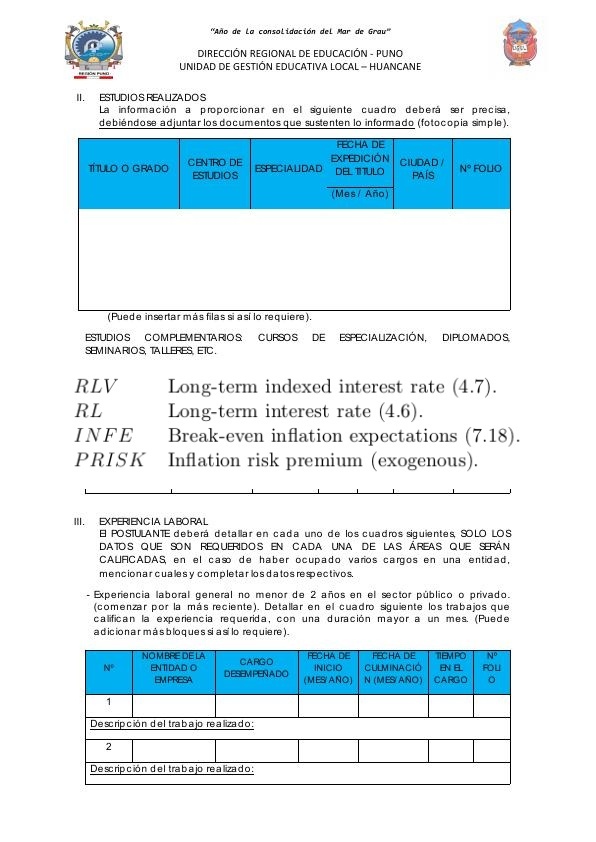 “Año de la consolidación del Mar de Grau”
DIRECCIÓN REGIONAL DE EDUCACIÓN - PUNO
UNIDAD DE GESTIÓN EDUCATIVA LOCAL – HUANCANE
REGIÓN PUNO
II. ESTUDIOS REALIZADOS
La información a proporcionar en el siguiente cuadro deberá ser precisa,
debiéndose adjuntar los documentos que sustenten lo informado (fotocopia simple).
TÍTULO O GRADO
CENTRO DE
ESTUDIOS
ESPECIALIDAD
FECHA DE
EXPEDICIÓN
DEL TITULO
(Mes / Año)
CIUDAD /
PAÍS
Nº FOLIO
(Puede insertar más filas si así lo requiere).
ESTUDIOS COMPLEMENTARIOS: CURSOS DE ESPECIALIZACIÓN, DIPLOMADOS,
SEMINARIOS, TALLERES, ETC.
RLV Long-term indexed interest rate (4.7).
RL Long-term interest rate (4.6).
INFE Break-even inflation expectations (7.18).
PRISK Inflation risk premium (exogenous).
III. EXPERIENCIA LABORAL
El POSTULANTE deberá detallar en cada uno de los cuadros siguientes, SOLO LOS
DATOS QUE SON REQUERIDOS EN CADA UNA DE LAS ÁREAS QUE SERÁN
CALIFICADAS, en el caso de haber ocupado varios cargos en una entidad,
mencionar cuales y completar los datos respectivos.
- Experiencia laboral general no menor de 2 años en el sector público o privado.
(comenzar por la más reciente). Detallar en el cuadro siguiente los trabajos que
califican la experiencia requerida, con una duración mayor a un mes. (Puede
adicionar más bloques si así lo requiere).
Nº
NOMBRE DE LA
ENTIDAD O
EMPRESA
CARGO
DESEMPEÑADO
FECHA DE
INICIO
(MES/ AÑO)
FECHA DE
CULMINACIÓ
N (MES/ AÑO)
TIEMPO
EN EL
CARGO
Nº
FOLI
O
1
Descripción del trabajo realizado:
2
Descripción del trabajo realizado: